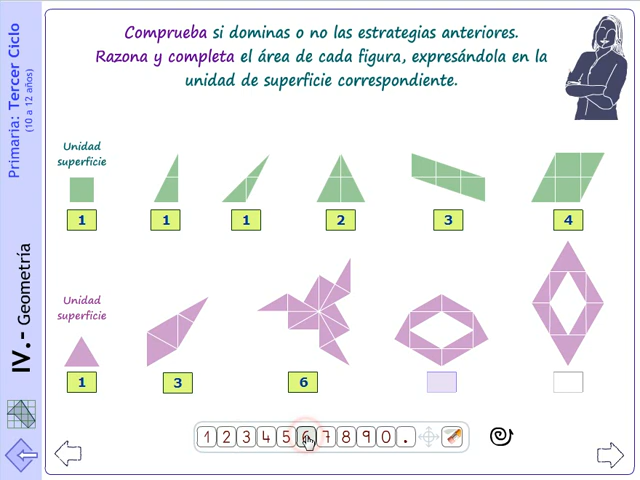 Comprueba si dominas o no las estrategias anteriores.
Razona y completa el área de cada figura, expresándola en la
unidad de superficie correspondiente.
Primaria: Tercer Ciclo
(10 a 12 años)
IV.- Geometría
Unidad
superficie
1 1 1 2 3 4
Unidad
superficie
1 3 6
1 2 3 4 5 6 7 8 9 0 .